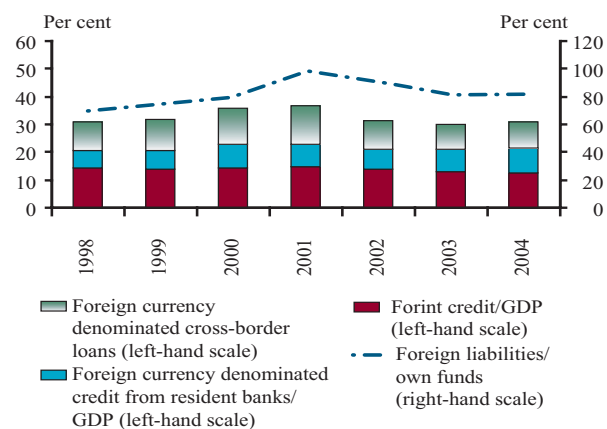 Per cent
Per cent
60
50
40
30
20
10
0
120
100
80
60
40
20
0
1998
1999
2000
2001
2002
2003
2004
Foreign currency
denominated cross-border
loans (left-hand scale)
Foreign currency denominated
credit from resident banks/
GDP (left-hand scale)
Forint credit/GDP
(left-hand scale)
Foreign liabilities/
own funds
(right-hand scale)